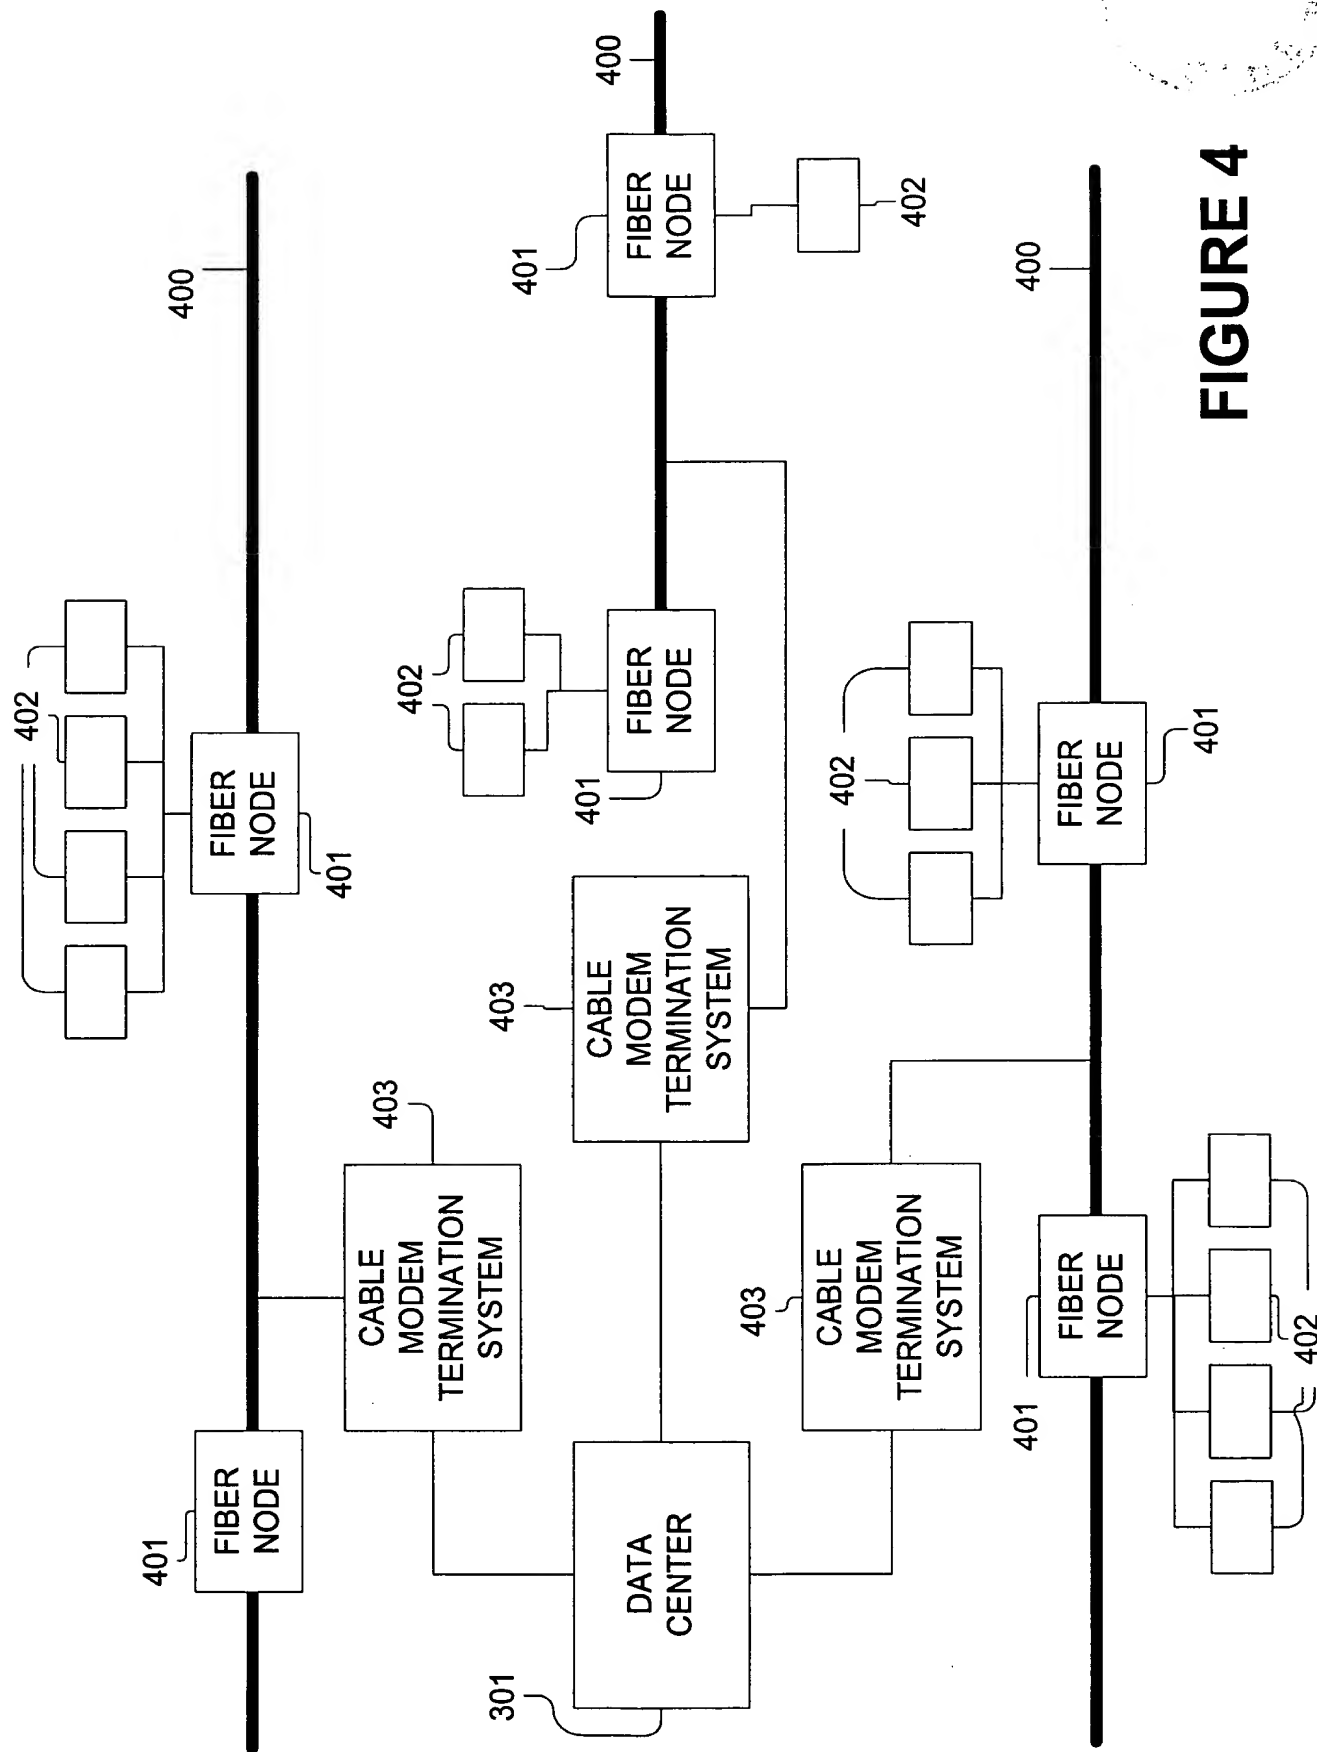 400
402
FIBER
NODE
401
401
FIBER
NODE
403
CABLE
MODEM
TERMINATION
SYSTEM
400
401
FIBER
NODE
402
402
FIBER
NODE
401
403
CABLE
MODEM
TERMINATION
SYSTEM
301
DATA
CENTER
403
CABLE
MODEM
TERMINATION
SYSTEM
402
400
FIBER
NODE
401
401
FIBER
NODE
402
FIGURE 4